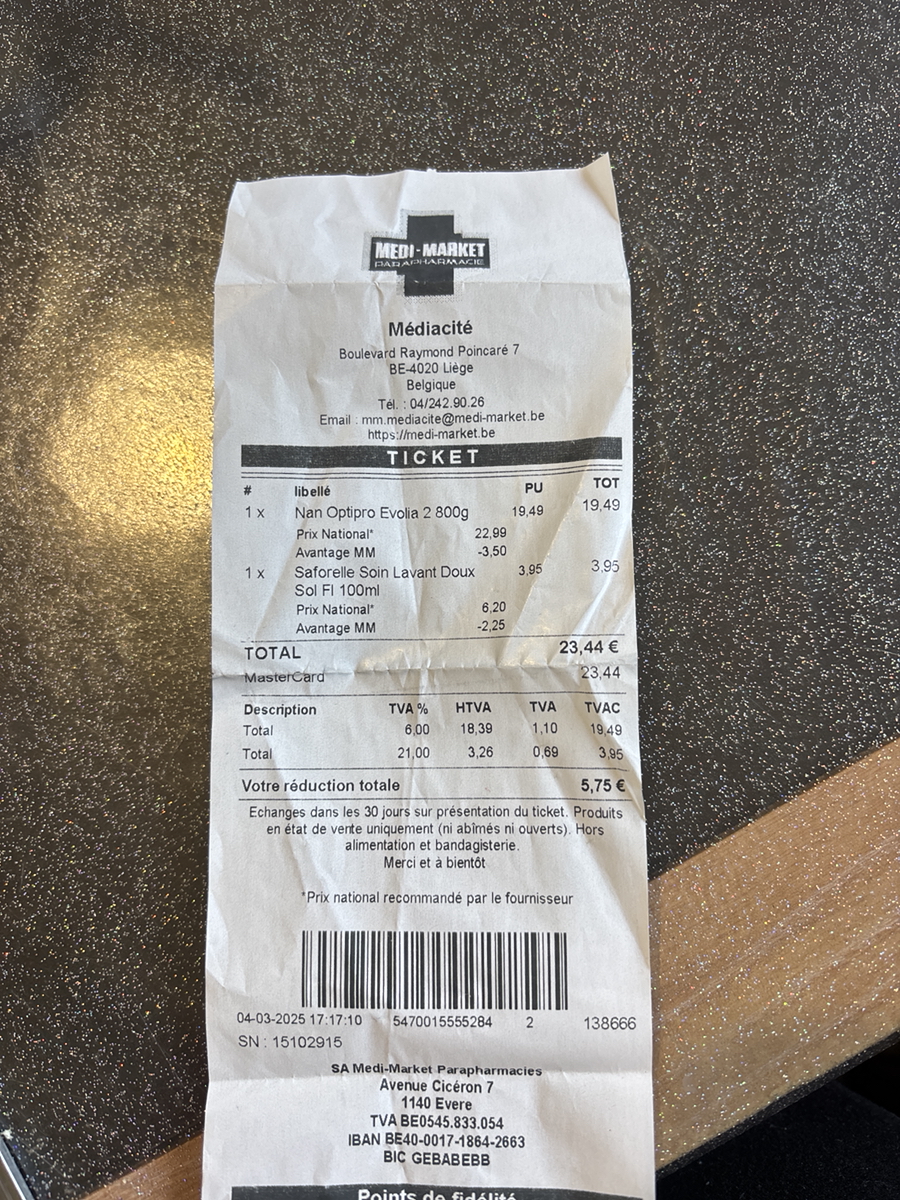 MEDI-MARKET
PARAPHARMACIE
Médiacité
Boulevard Raymond Poincaré 7
BE-4020 Liège
Belgique
Tél. : 04/242.90.26
Email : mm.mediacite@medi-market.be
https://medi-market.be
TICKET
# libellé PU TOT
1 x Nan Optipro Evolia 2 800g 19,49 19,49
Prix National* 22,99
Avantage MM -3,50
1 x Saforelle Soin Lavant Doux 3,95 3,95
Sol Fl 100ml
Prix National* 6,20
Avantage MM -2,25
TOTAL 23,44 €
MasterCard 23,44
Description TVA % HTVA TVA TVAC
Total 6,00 18,39 1,10 19,49
Total 21,00 3,26 0,69 3,95
Votre réduction totale 5,75 €
Echanges dans les 30 jours sur présentation du ticket. Produits
en état de vente uniquement (ni abîmés ni ouverts). Hors
alimentation et bandagisterie.
Merci et à bientôt
*Prix national recommandé par le fournisseur
04-03-2025 17:17:10 5470015555284 2 138666
SN : 15102915
SA Medi-Market Parapharmacies
Avenue Cicéron 7
1140 Evere
TVA BE0545.833.054
IBAN BE40-0017-1864-2663
BIC GEBABEBB
Points de fidélité